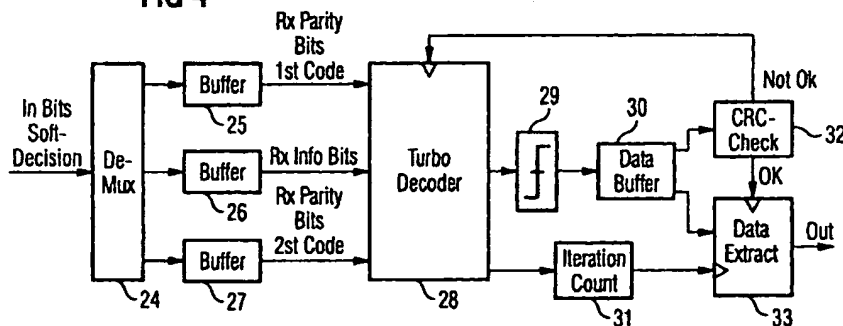 In Bits
Soft-
Decision
De-
Mux
24
Buffer
25
Buffer
26
Buffer
27
Rx Parity
Bits
1st Code
Rx Info Bits
Rx Parity
Bits
2st Code
Turbo
Decoder
28
29
30
Data
Buffer
Iteration
Count
31
Not Ok
CRC-
Check
32
OK
Data
Extract
33
Out